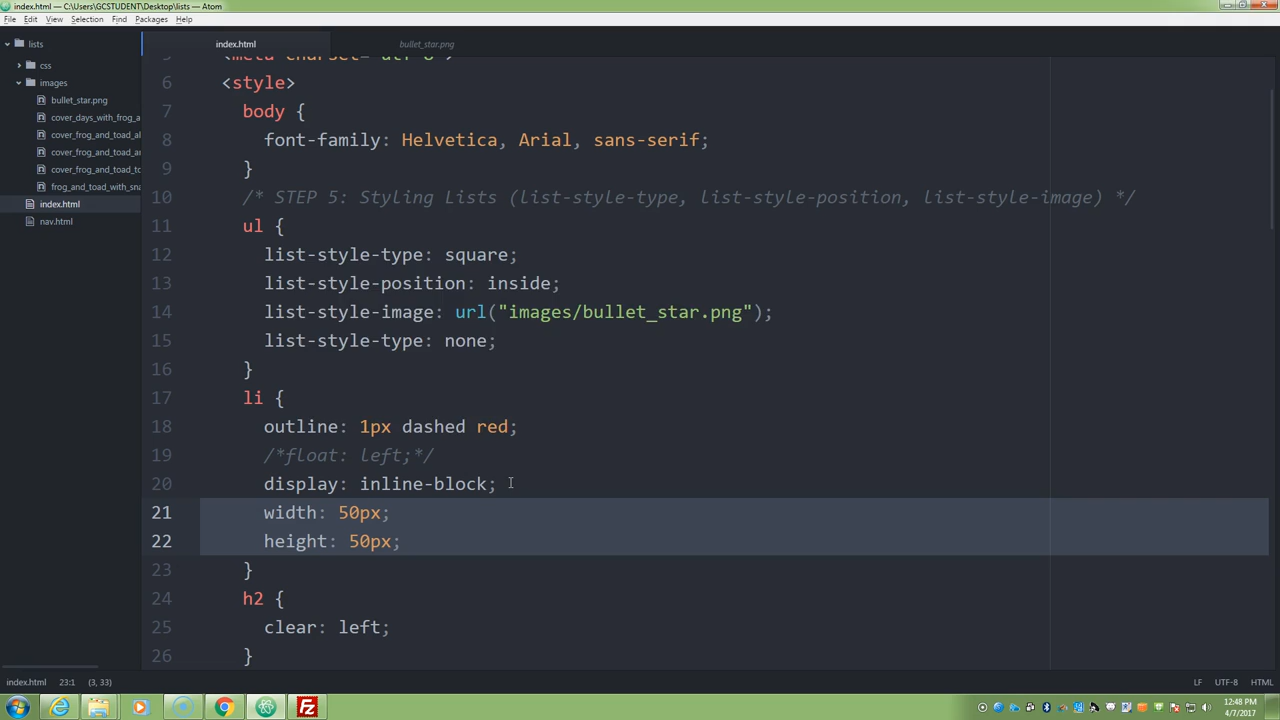 index.html — C:\Users\GCSTUDENT\Desktop\lists — Atom
File Edit View Selection Find Packages Help
lists
css
images
bullet_star.png
cover_days_with_frog_a
cover_frog_and_toad_al
cover_frog_and_toad_ar
cover_frog_and_toad_to
frog_and_toad_with_sna
index.html
nav.html
index.html bullet_star.png
6 <style>
7 body {
8 font-family: Helvetica, Arial, sans-serif;
9 }
10 /* STEP 5: Styling Lists (list-style-type, list-style-position, list-style-image) */
11 ul {
12 list-style-type: square;
13 list-style-position: inside;
14 list-style-image: url("images/bullet_star.png");
15 list-style-type: none;
16 }
17 li {
18 outline: 1px dashed red;
19 /*float: left;*/
20 display: inline-block;
21 width: 50px;
22 height: 50px;
23 }
24 h2 {
25 clear: left;
26 }
index.html 23:1 (3, 33) LF UTF-8 HTML
12:48 PM
4/7/2017